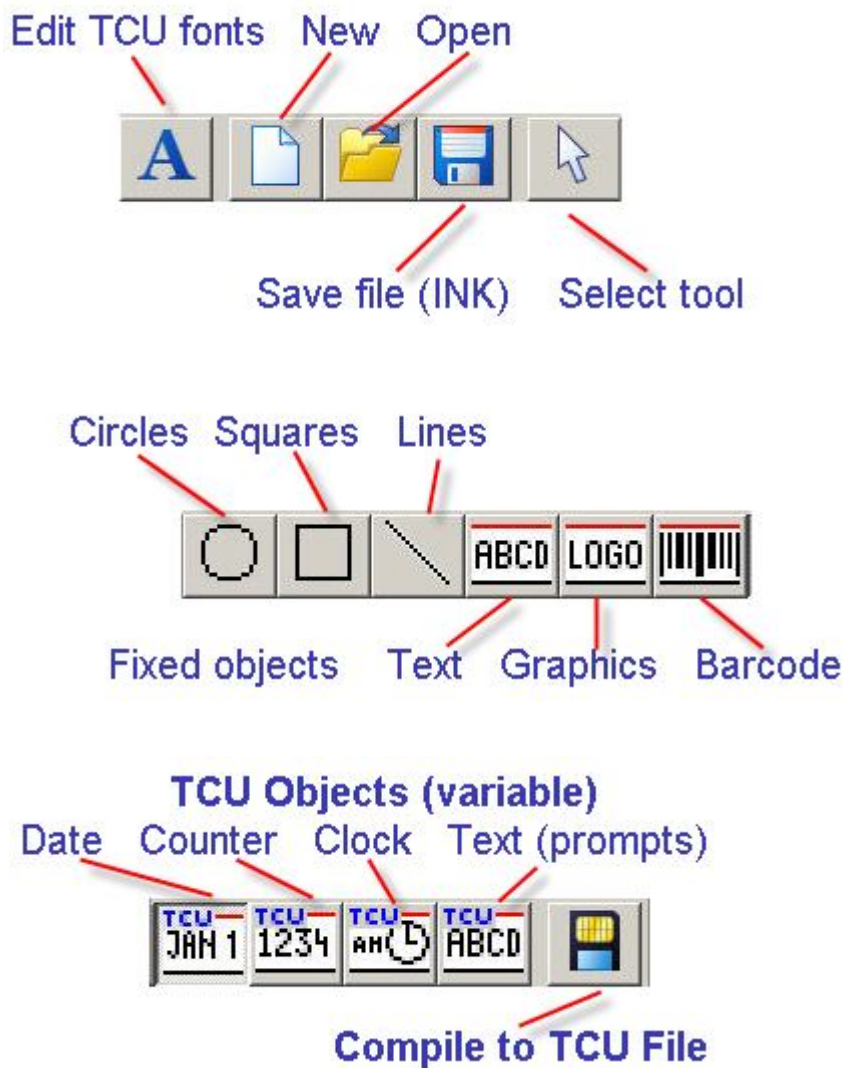 Edit TCU fonts New Open
A
Save file (INK) Select tool
Circles Squares Lines
ABCD LOGO
Fixed objects Text Graphics Barcode
TCU Objects (variable)
Date Counter Clock Text (prompts)
TCU TCU TCU TCU
JAN 1 1234 AM ABCD
Compile to TCU File